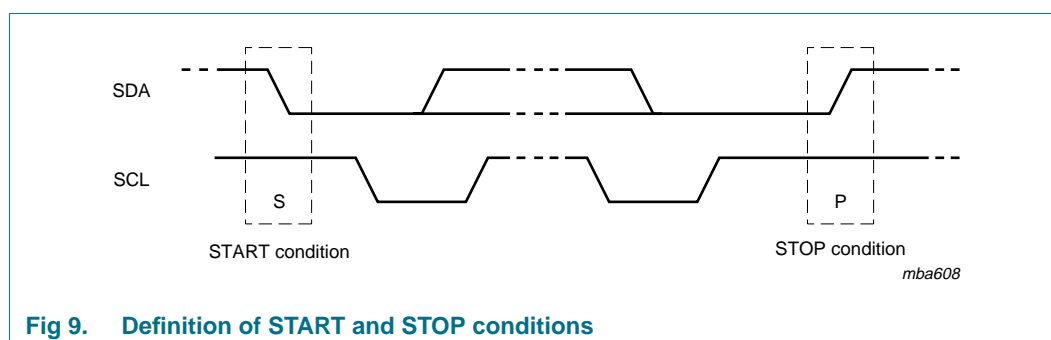 SDA
SCL
S
P
START condition
STOP condition
mba608
Fig 9. Definition of START and STOP conditions